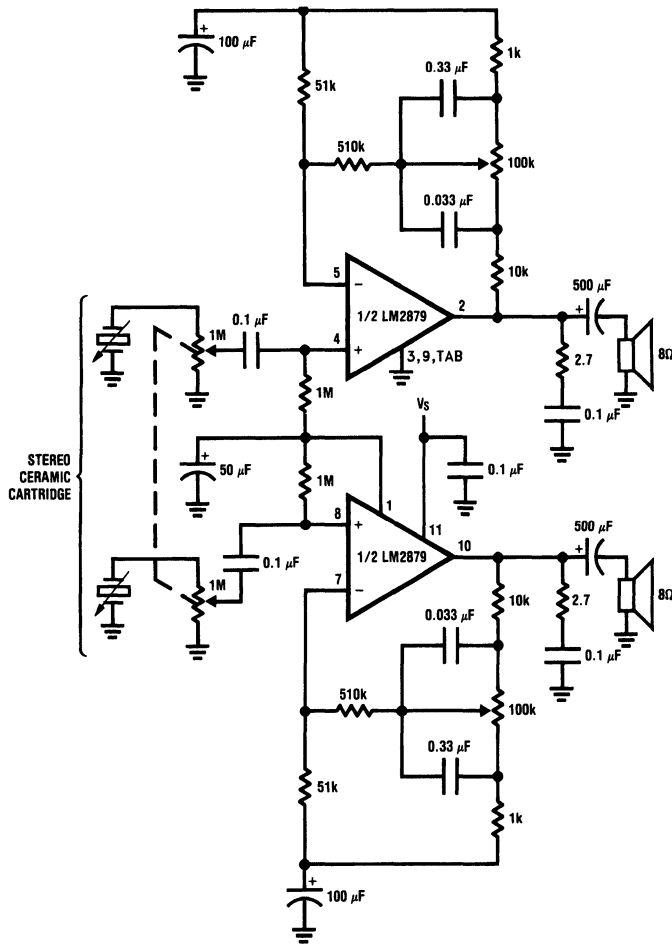 100 µF
51k
1k
0.33 µF
510k
100k
0.033 µF
10k
5
−
1/2 LM2879
2
4
+
3,9,TAB
500 µF
+
8Ω
2.7
0.1 µF
1M
0.1 µF
1M
STEREO
CERAMIC
CARTRIDGE
+
50 µF
1M
VS
0.1 µF
1
11
8
+
1/2 LM2879
10
7
−
0.1 µF
1M
500 µF
+
8Ω
2.7
0.1 µF
10k
0.033 µF
510k
100k
0.33 µF
51k
1k
+
100 µF
+